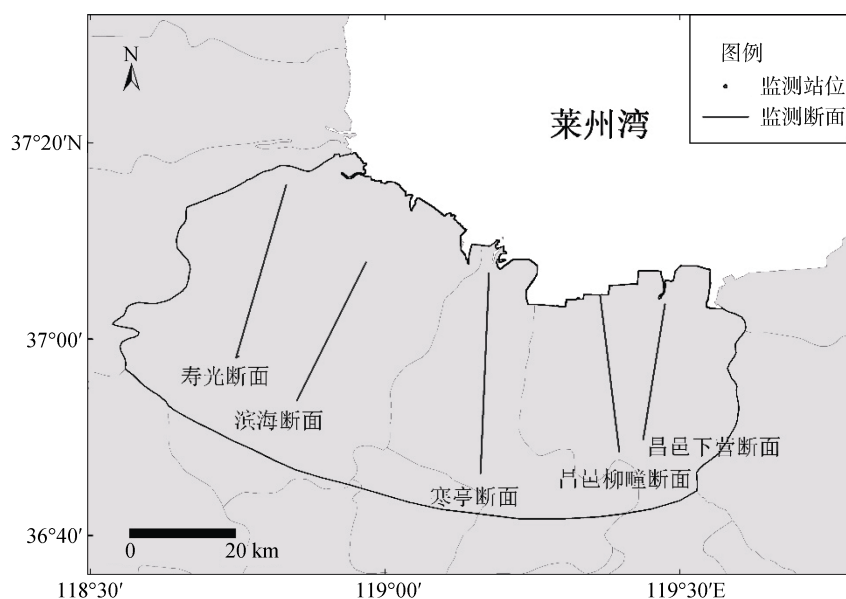 N
图例
监测站位
监测断面
莱州湾
37°20′N
37°00′
36°40′
寿光断面
滨海断面
寒亭断面
昌邑柳疃断面
昌邑下营断面
0
20 km
118°30′
119°00′
119°30′E